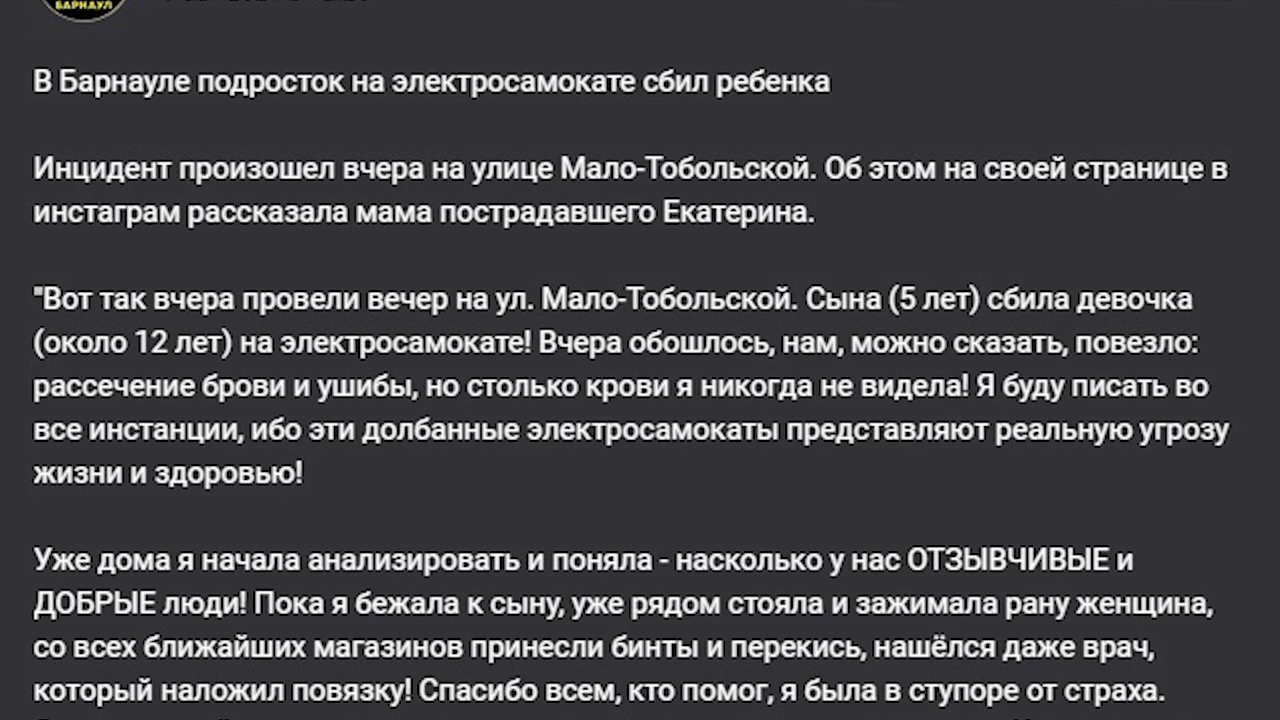 БАРНАУЛ
В Барнауле подросток на электросамокате сбил ребенка
Инцидент произошел вчера на улице Мало-Тобольской. Об этом на своей странице в
инстаграм рассказала мама пострадавшего Екатерина.
"Вот так вчера провели вечер на ул. Мало-Тобольской. Сына (5 лет) сбила девочка
(около 12 лет) на электросамокате! Вчера обошлось, нам, можно сказать, повезло:
рассечение брови и ушибы, но столько крови я никогда не видела! Я буду писать во
все инстанции, ибо эти долбанные электросамокаты представляют реальную угрозу
жизни и здоровью!
Уже дома я начала анализировать и поняла - насколько у нас ОТЗЫВЧИВЫЕ и
ДОБРЫЕ люди! Пока я бежала к сыну, уже рядом стояла и зажимала рану женщина,
со всех ближайших магазинов принесли бинты и перекись, нашёлся даже врач,
который наложил повязку! Спасибо всем, кто помог, я была в ступоре от страха.